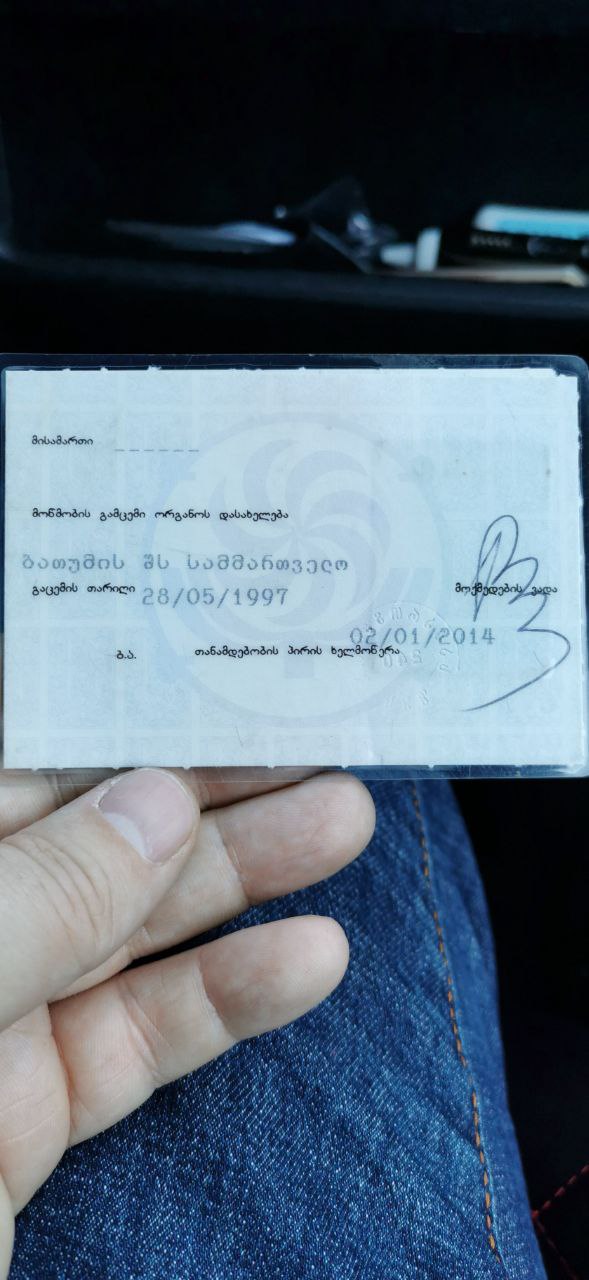 მისამართი ------
მოწმობის გამცემი ორგანოს დასახელება
ბათუმის შს სამმართველო
გაცემის თარიღი 28/05/1997 მოქმედების ვადა
02/01/2014
ბ.ა. თანამდებობის პირის ხელმოწერა